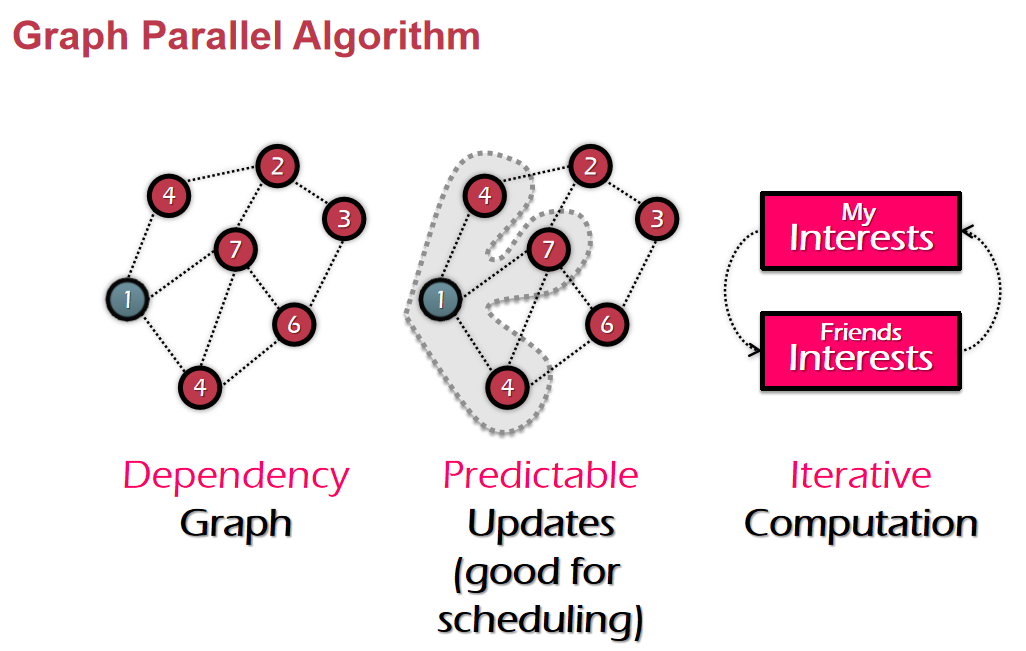 Graph Parallel Algorithm
2
4
3
7
1
6
4
2
4
3
7
1
6
4
My
Interests
Friends
Interests
Dependency
Graph
Predictable
Updates
(good for
scheduling)
Iterative
Computation